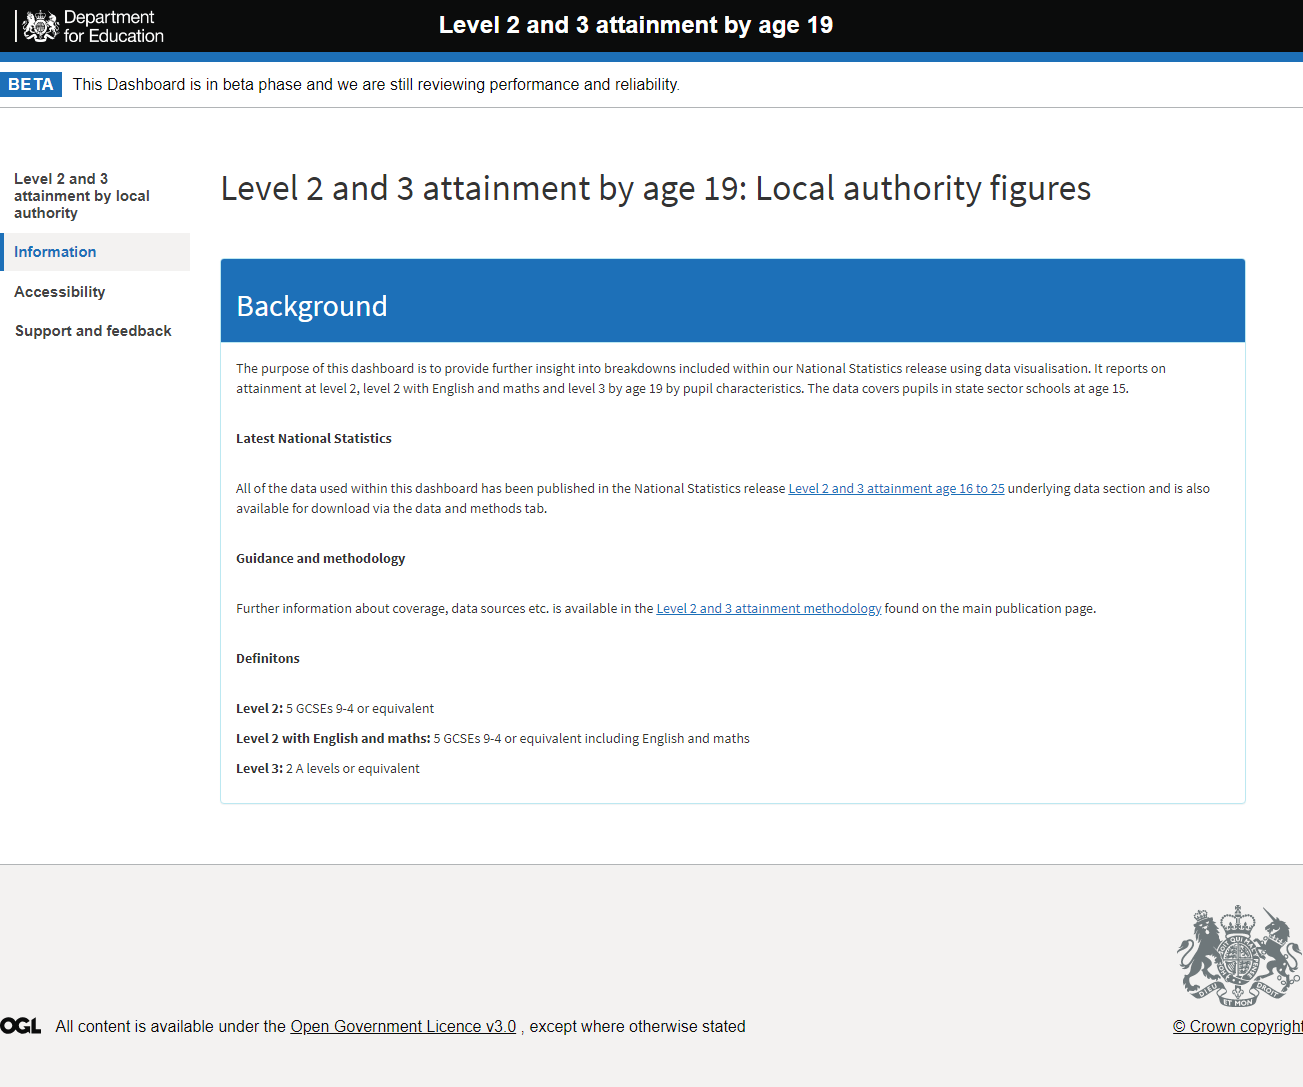 Department
for Education
Level 2 and 3 attainment by age 19
BETA This Dashboard is in beta phase and we are still reviewing performance and reliability.
Level 2 and 3
attainment by local
authority
Information
Accessibility
Support and feedback
Level 2 and 3 attainment by age 19: Local authority figures
Background
The purpose of this dashboard is to provide further insight into breakdowns included within our National Statistics release using data visualisation. It reports on
attainment at level 2, level 2 with English and maths and level 3 by age 19 by pupil characteristics. The data covers pupils in state sector schools at age 15.
Latest National Statistics
All of the data used within this dashboard has been published in the National Statistics release Level 2 and 3 attainment age 16 to 25 underlying data section and is also
available for download via the data and methods tab.
Guidance and methodology
Further information about coverage, data sources etc. is available in the Level 2 and 3 attainment methodology found on the main publication page.
Definitons
Level 2: 5 GCSEs 9-4 or equivalent
Level 2 with English and maths: 5 GCSEs 9-4 or equivalent including English and maths
Level 3: 2 A levels or equivalent
DIEU ET MON DROIT
OGL All content is available under the Open Government Licence v3.0 , except where otherwise stated
© Crown copyright